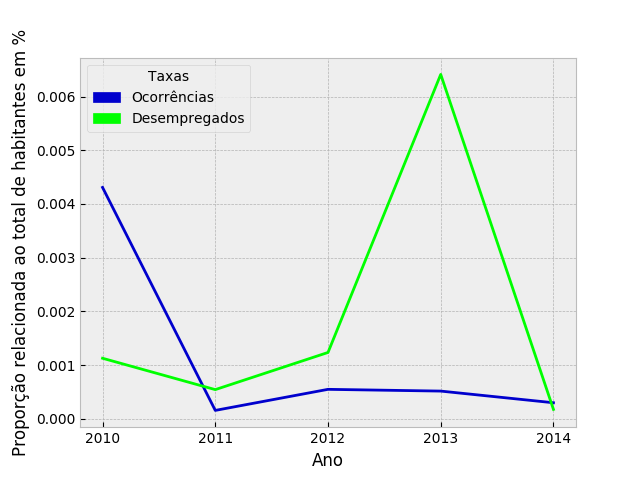 Proporção relacionada ao total de habitantes em %
Taxas
Ocorrências
Desempregados
0.006
0.005
0.004
0.003
0.002
0.001
0.000
2010 2011 2012 2013 2014
Ano